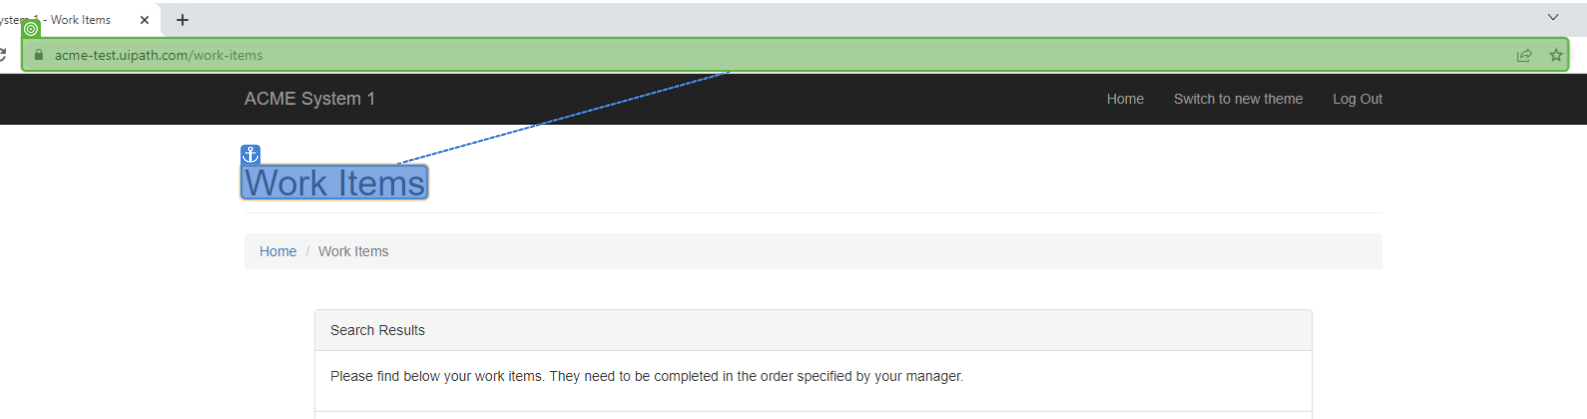 ystem 1 - Work Items
acme-test.uipath.com/work-items
ACME System 1 Home Switch to new theme Log Out
Work Items
Home / Work Items
Search Results
Please find below your work items. They need to be completed in the order specified by your manager.